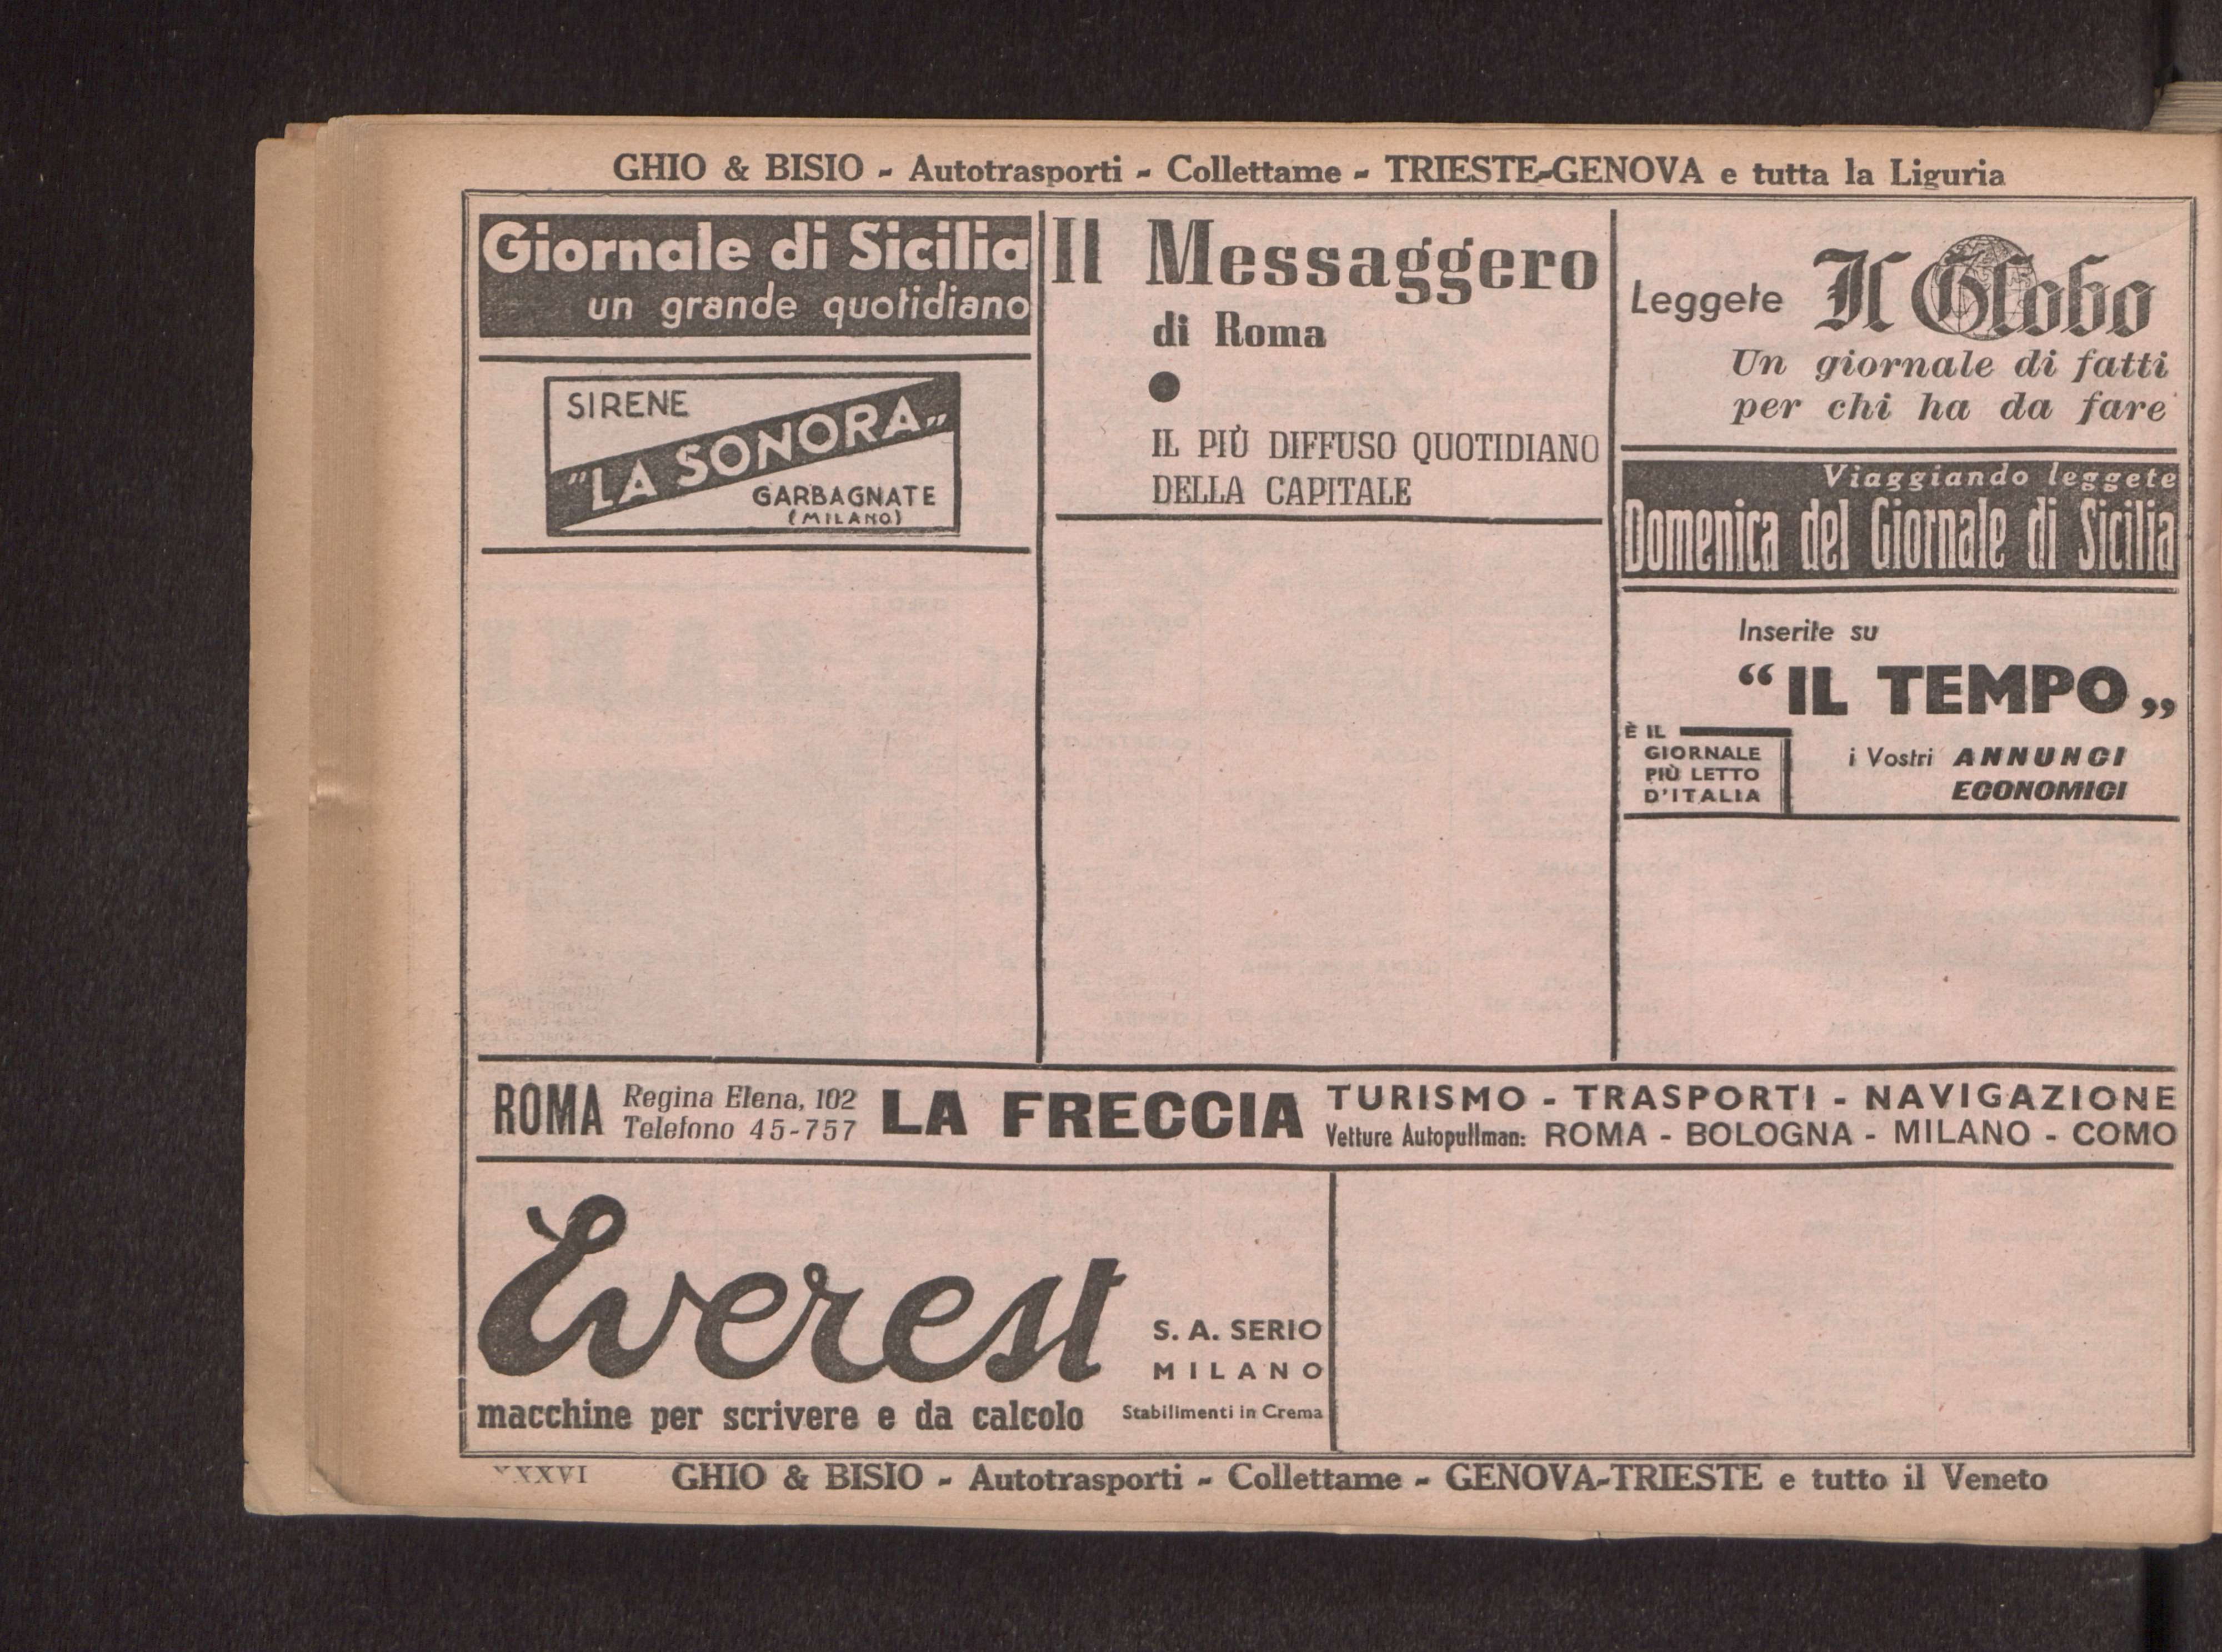 GHIO & BISIO - Autotrasporti - Collettame - TRIESTE-GENOVA e tutta la Liguria
Giornale di Sicilia
un grande quotidiano
SIRENE
"LA SONORA„
GARBAGNATE
(MILANO)
Il Messaggero
di Roma
IL PIÙ DIFFUSO QUOTIDIANO
DELLA CAPITALE
Leggete Il Globo
Un giornale di fatti
per chi ha da fare
Viaggiando leggete
Domenica del Giornale di Sicilia
Inserite su
“IL TEMPO„
È IL
GIORNALE
PIÙ LETTO
D'ITALIA
i Vostri ANNUNCI
ECONOMICI
ROMA Regina Elena, 102
Telefono 45-757
LA FRECCIA
TURISMO - TRASPORTI - NAVIGAZIONE
Vetture Autopullman: ROMA - BOLOGNA - MILANO - COMO
Everest
S. A. SERIO
MILANO
macchine per scrivere e da calcolo
Stabilimenti in Crema
XXXVI
GHIO & BISIO - Autotrasporti - Collettame - GENOVA-TRIESTE e tutto il Veneto